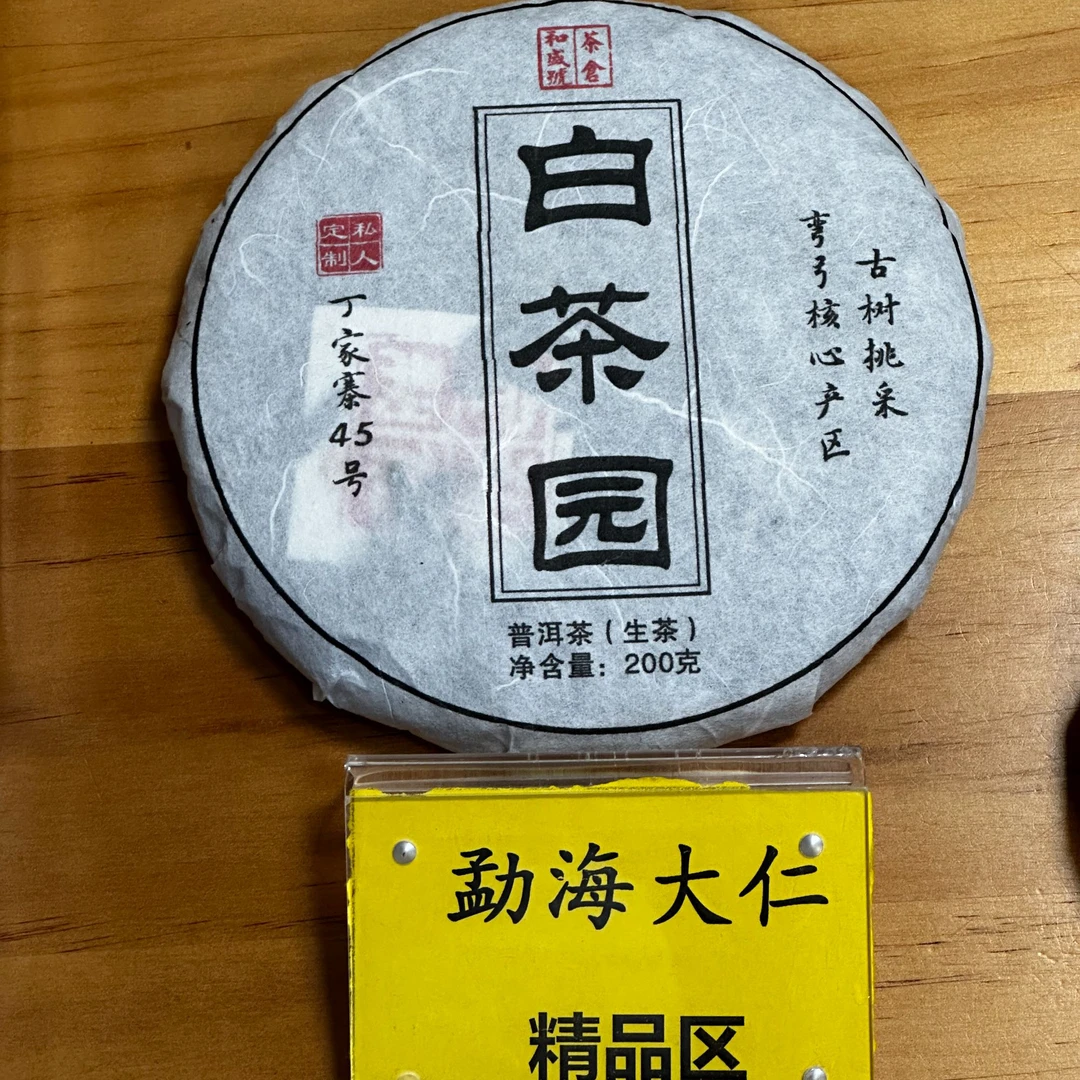 和盛號茶倉
白茶园
古树挑采
弯弓核心产区
私人定制
丁家寨45号
普洱茶(生茶)
净含量:200克
勐海大仁
精品区